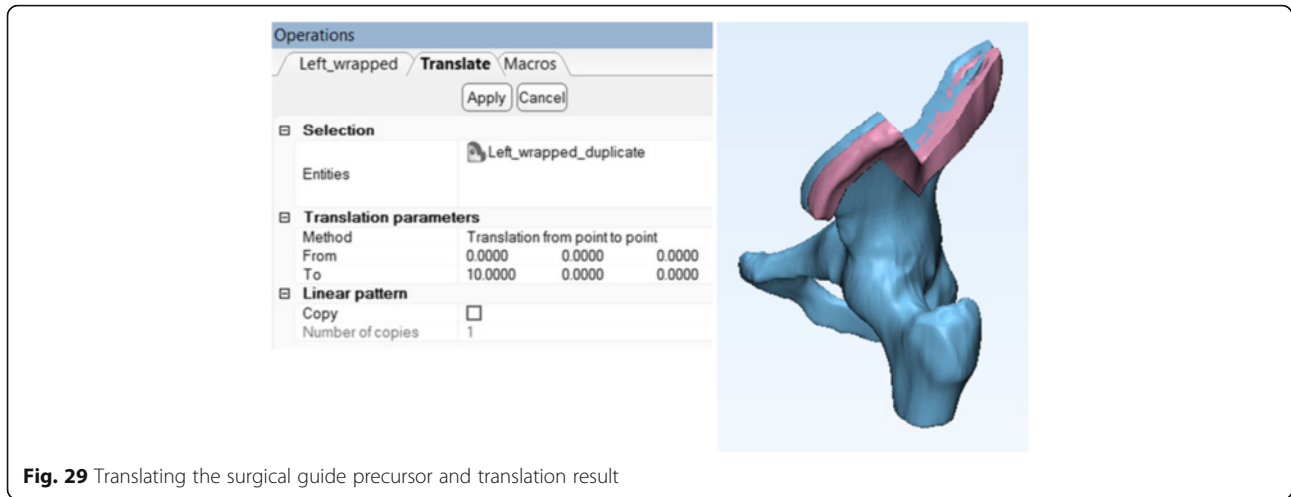 Operations
Left_wrapped Translate Macros
Apply Cancel
Selection
Left_wrapped_duplicate
Entities
Translation parameters
Method Translation from point to point
From 0.0000 0.0000 0.0000
To 10.0000 0.0000 0.0000
Linear pattern
Copy
Number of copies 1
Fig. 29 Translating the surgical guide precursor and translation result